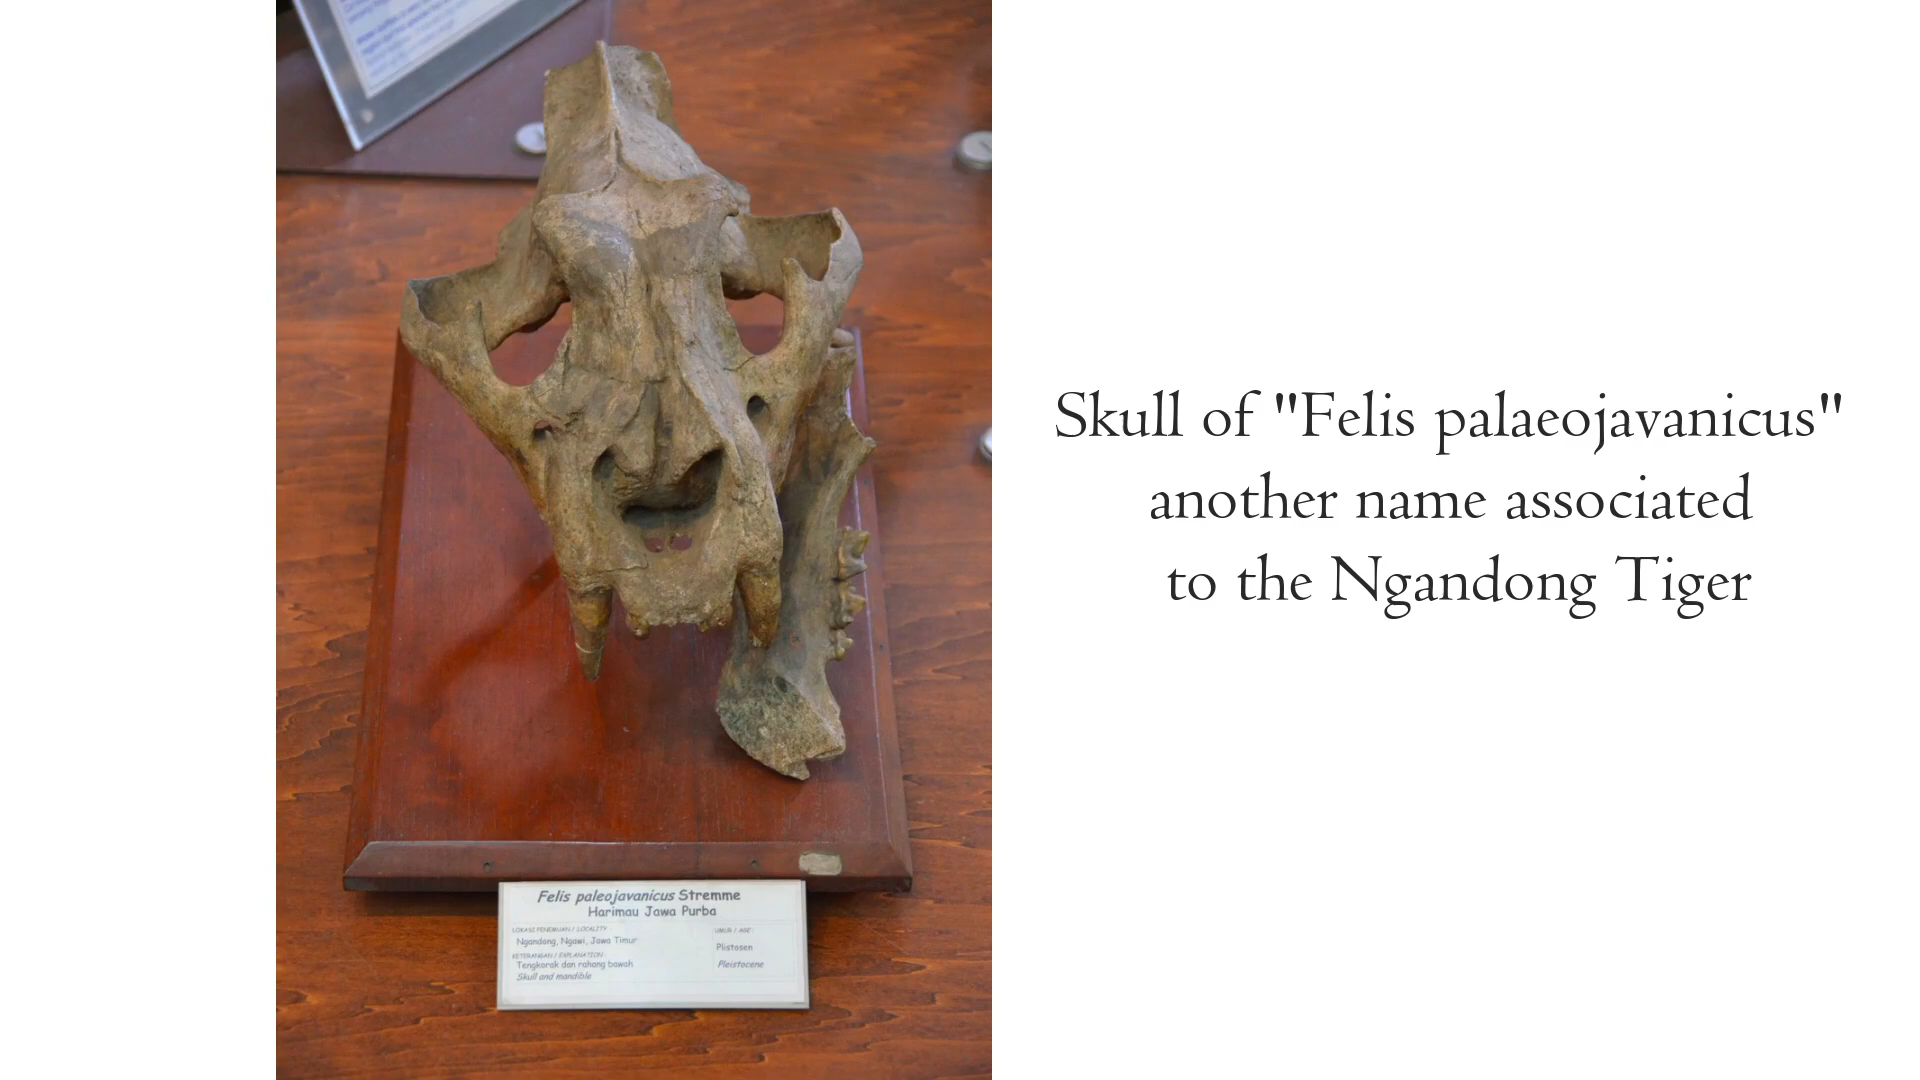 Skull of "Felis palaeojavanicus"
another name associated
to the Ngandong Tiger
Felis paleojavanicus Stremme
Harimau Jawa Purba
LOKASI PENEMUAN / LOCALITY :
Ngandong, Ngawi, Jawa Timur
KETERANGAN / EXPLANATION :
Tengkorak dan rahang bawah
Skull and mandible
UMUR / AGE :
Plistosen
Pleistocene